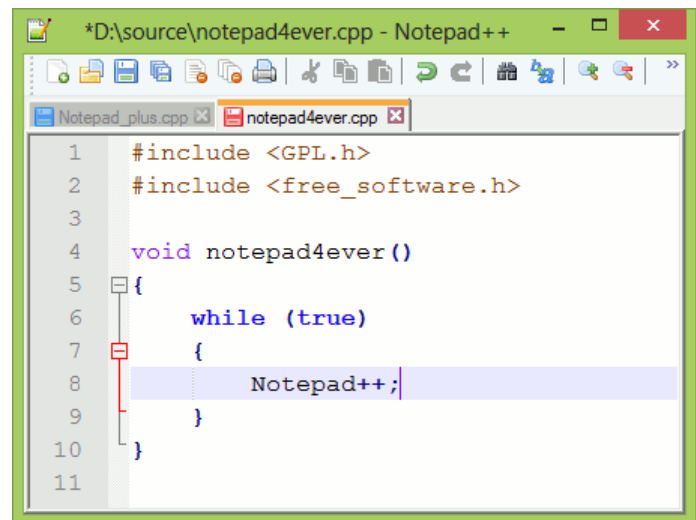 *D:\source\notepad4ever.cpp - Notepad++
Notepad_plus.cpp notepad4ever.cpp
1 #include <GPL.h>
2 #include <free_software.h>
3
4 void notepad4ever()
5 {
6     while (true)
7     {
8         Notepad++;
9     }
10 }
11